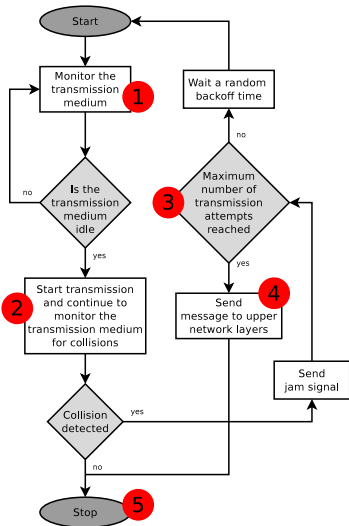 Start
Monitor the
transmission
medium
1
Is the
transmission
medium
idle
no
yes
2
Start transmission
and continue to
monitor the
transmission medium
for collisions
Collision
detected
yes
no
Stop
5
Send
jam signal
3
Maximum
number of
transmission
attempts
reached
no
yes
Wait a random
backoff time
4
Send
message to upper
network layers